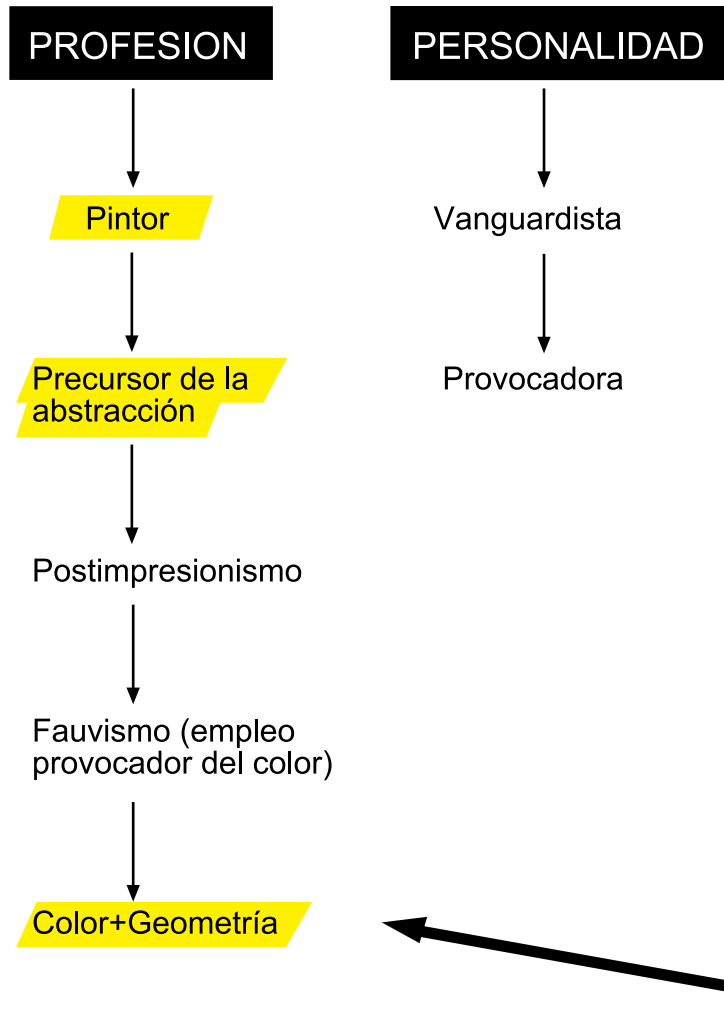 PROFESION
Pintor
Precursor de la
abstracción
Postimpresionismo
Fauvismo (empleo
provocador del color)
Color+Geometría
PERSONALIDAD
Vanguardista
Provocadora